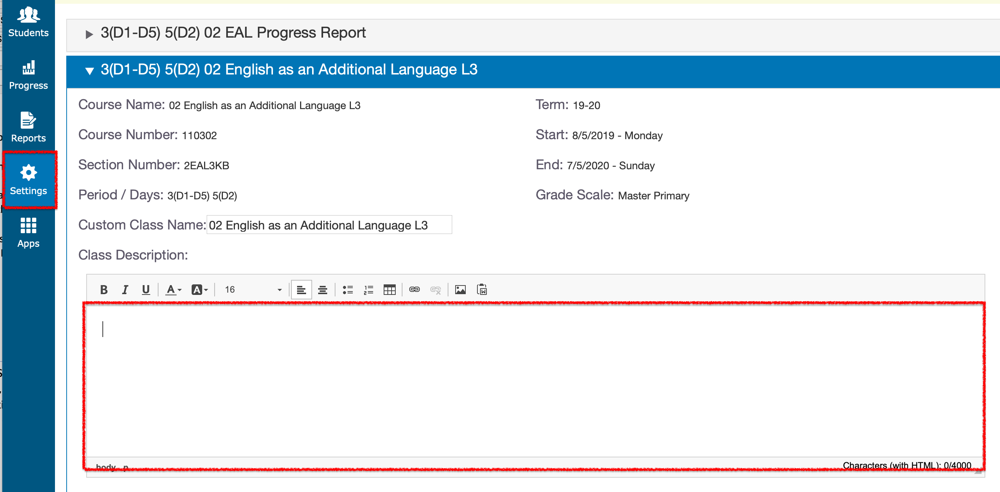 Students
Progress
Reports
Settings
Apps
3(D1-D5) 5(D2) 02 EAL Progress Report
3(D1-D5) 5(D2) 02 English as an Additional Language L3
Course Name: 02 English as an Additional Language L3
Term: 19-20
Course Number: 110302
Start: 8/5/2019 - Monday
Section Number: 2EAL3KB
End: 7/5/2020 - Sunday
Period / Days: 3(D1-D5) 5(D2)
Grade Scale: Master Primary
Custom Class Name: 02 English as an Additional Language L3
Class Description:
B I U A A 16
body p
Characters (with HTML): 0/4000